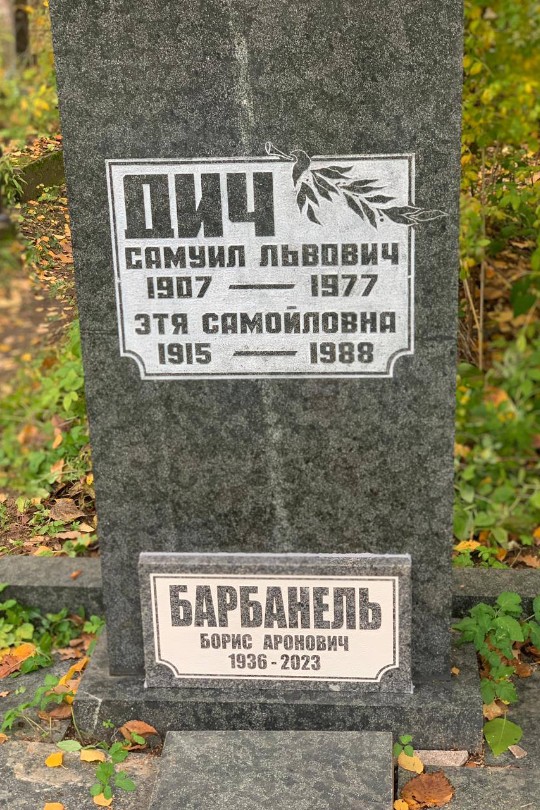 ДИЧ
САМУИЛ ЛЬВОВИЧ
1907 — 1977
ЭТЯ САМОЙЛОВНА
1915 — 1988
БАРБАНЕЛЬ
БОРИС АРОНОВИЧ
1936 - 2023